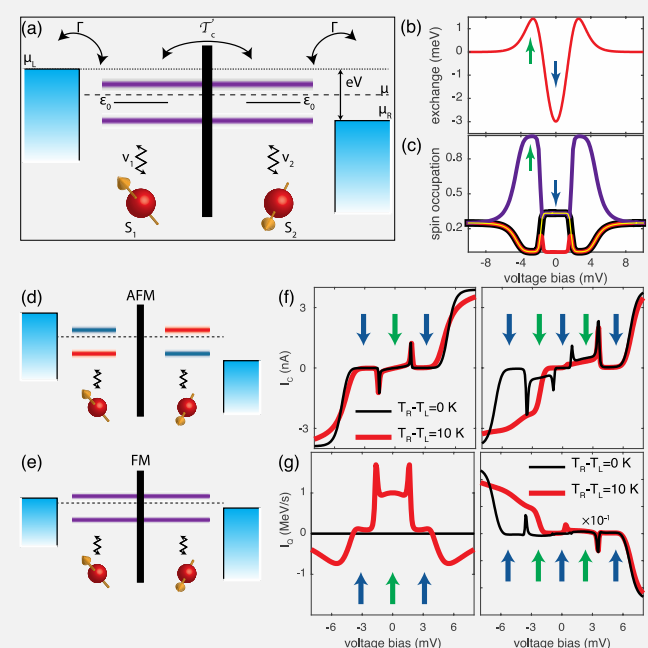 (a)
Γ
𝒯c
Γ
μL
eV
ε0
ε0
μ
μR
v1
v2
S1
S2
(b)
exchange (meV)
1
0
-1
-2
-3
(c)
spin occupation
0.8
0.5
0.2
-8
-4
0
4
8
voltage bias (mV)
(d)
AFM
(e)
FM
(f)
IC (nA)
3
0
-3
TR-TL=0 K
TR-TL=10 K
(g)
IQ (MeV/s)
1
0
-1
TR-TL=0 K
TR-TL=10 K
×10-1
-6
-3
0
3
6
voltage bias (mV)
-6
-3
0
3
6
voltage bias (mV)